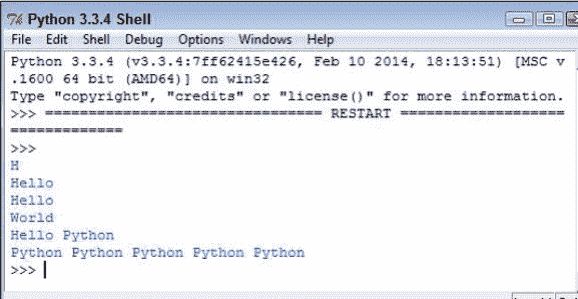 Python 3.3.4 Shell
File Edit Shell Debug Options Windows Help
Python 3.3.4 (v3.3.4:7ff62415e426, Feb 10 2014, 18:13:51) [MSC v
.1600 64 bit (AMD64)] on win32
Type "copyright", "credits" or "license()" for more information.
>>> ================================ RESTART ===================
=============
>>>
H
Hello
Hello
World
Hello Python
Python Python Python Python Python
>>>